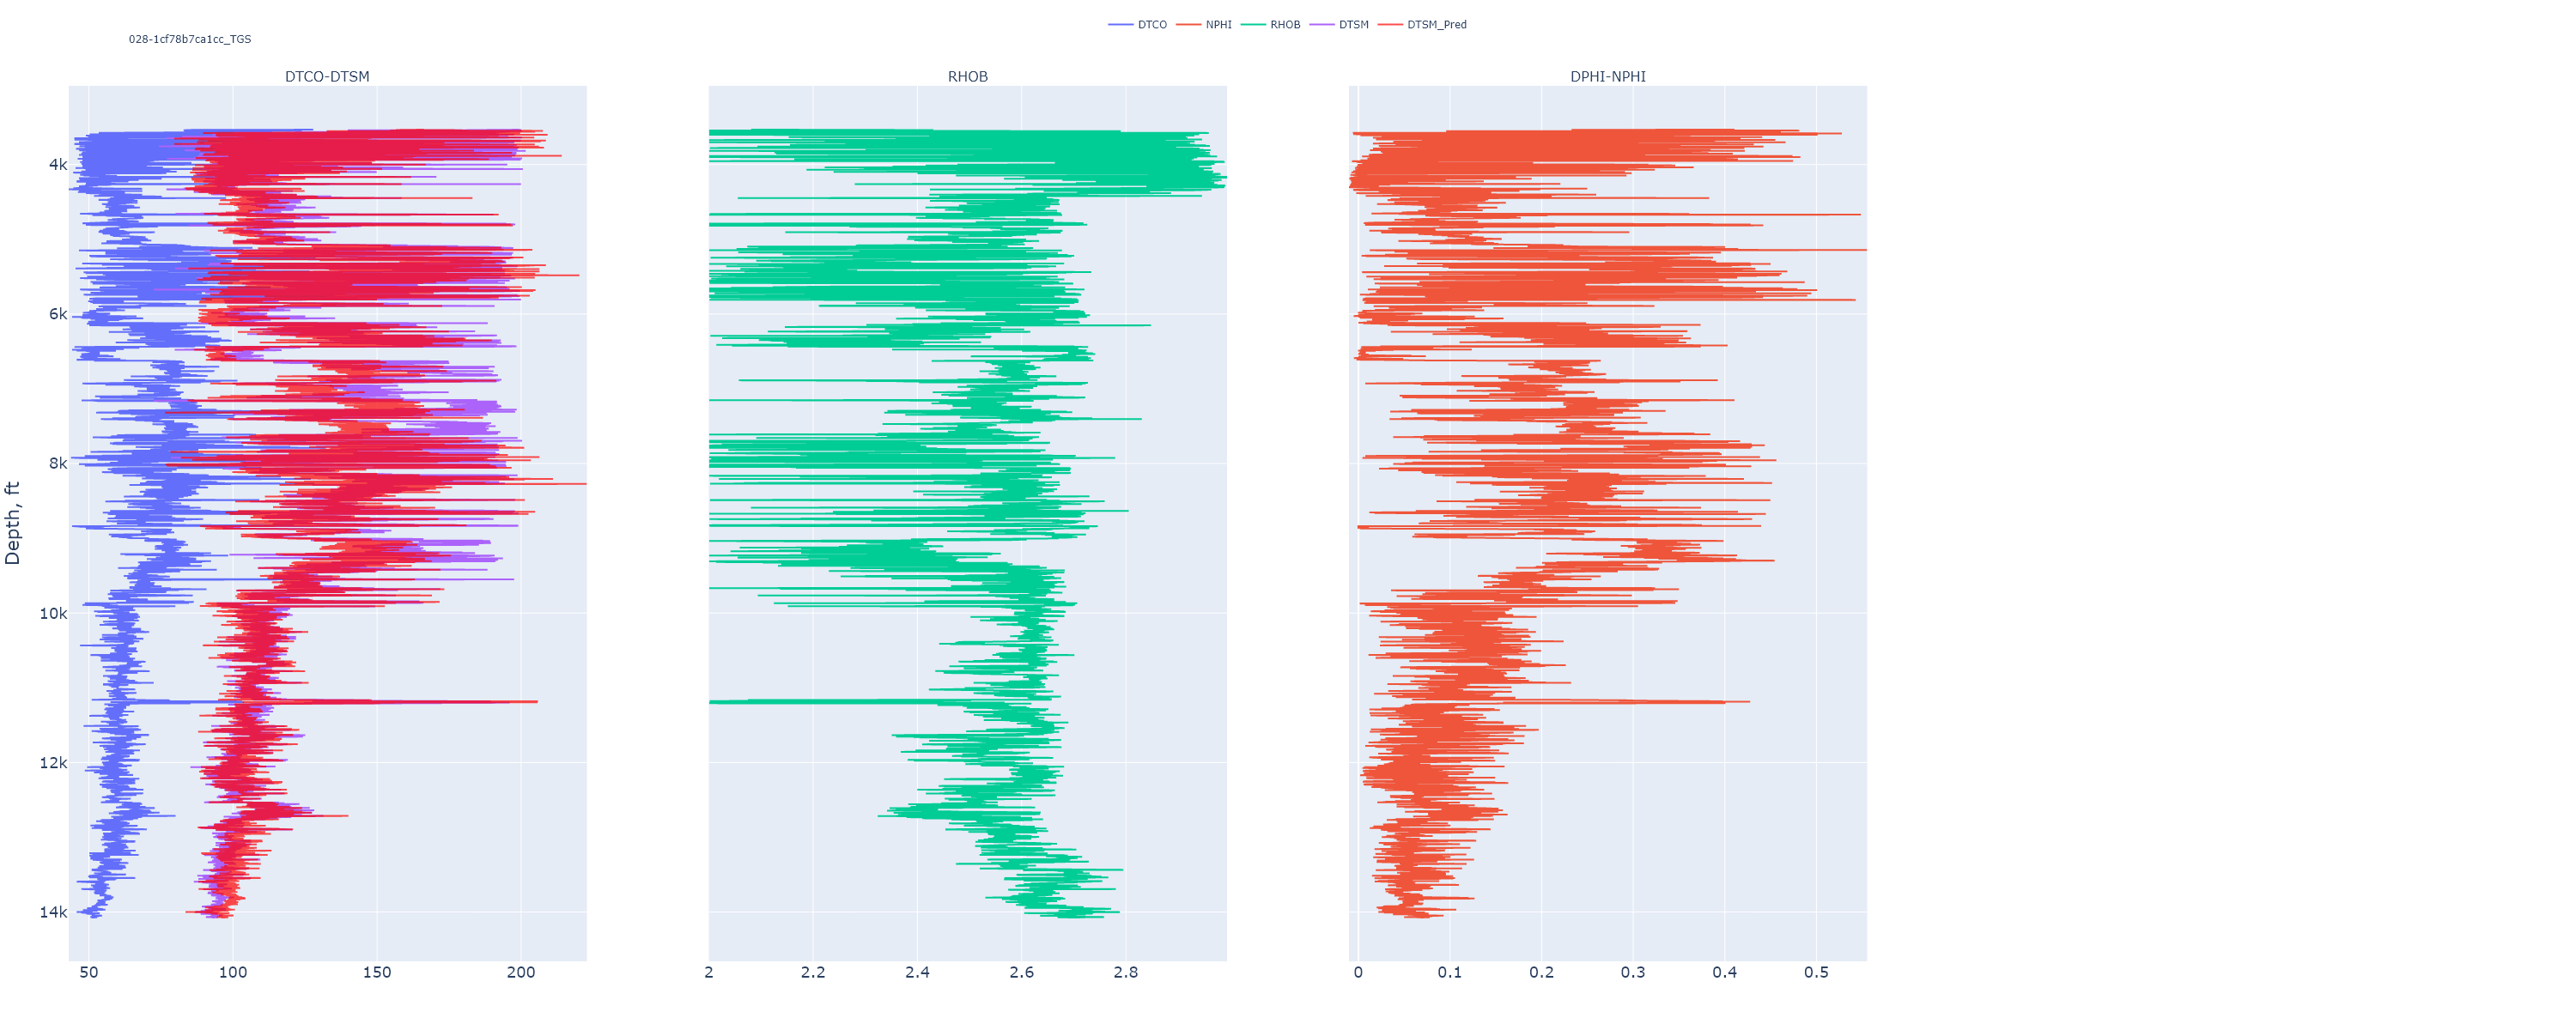 DTCO NPHI RHOB DTSM DTSM_Pred
028-1cf78b7ca1cc_TGS
DTCO-DTSM RHOB DPHI-NPHI
Depth, ft
4k
6k
8k
10k
12k
14k
50 100 150 200 2 2.2 2.4 2.6 2.8 0 0.1 0.2 0.3 0.4 0.5